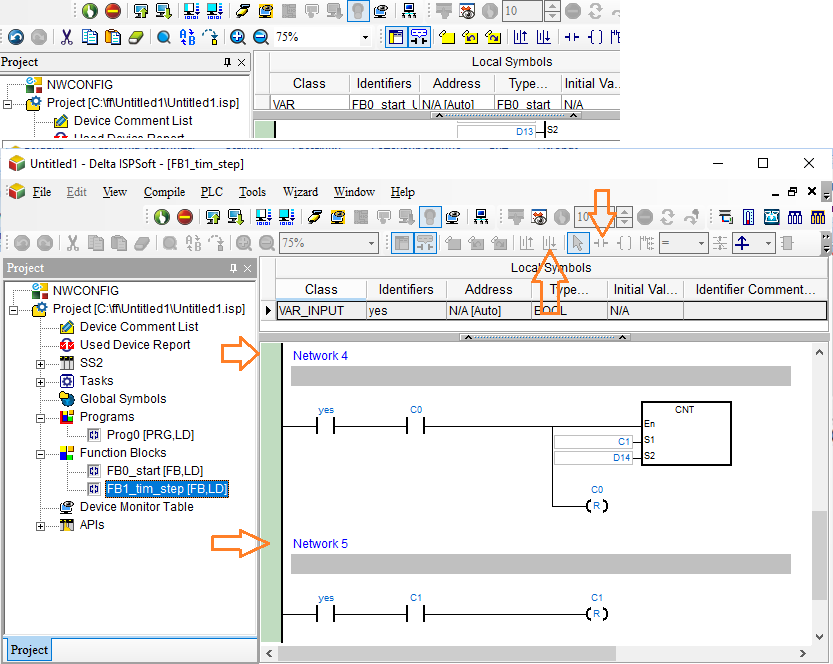 10
75%
Project
NWCONFIG
Project [C:\ff\Untitled1\Untitled1.isp]
Device Comment List
Used Device Report
Local Symbols
Class Identifiers Address Type... Initial Va...
VAR FB0_start_ N/A [Auto] FB0_start N/A
D13 S2
Untitled1 - Delta ISPSoft - [FB1_tim_step]
File Edit View Compile PLC Tools Wizard Window Help
10
75%
=
Project
NWCONFIG
Project [C:\ff\Untitled1\Untitled1.isp]
Device Comment List
Used Device Report
SS2
Tasks
Global Symbols
Programs
Prog0 [PRG,LD]
Function Blocks
FB0_start [FB,LD]
FB1_tim_step [FB,LD]
Device Monitor Table
APIs
Project
Local Symbols
Class Identifiers Address Type... Initial Val... Identifier Comment...
VAR_INPUT yes N/A [Auto] BOOL N/A
Network 4
yes C0
CNT
En
C1 S1
D14 S2
C0
R
Network 5
yes C1 C1
R